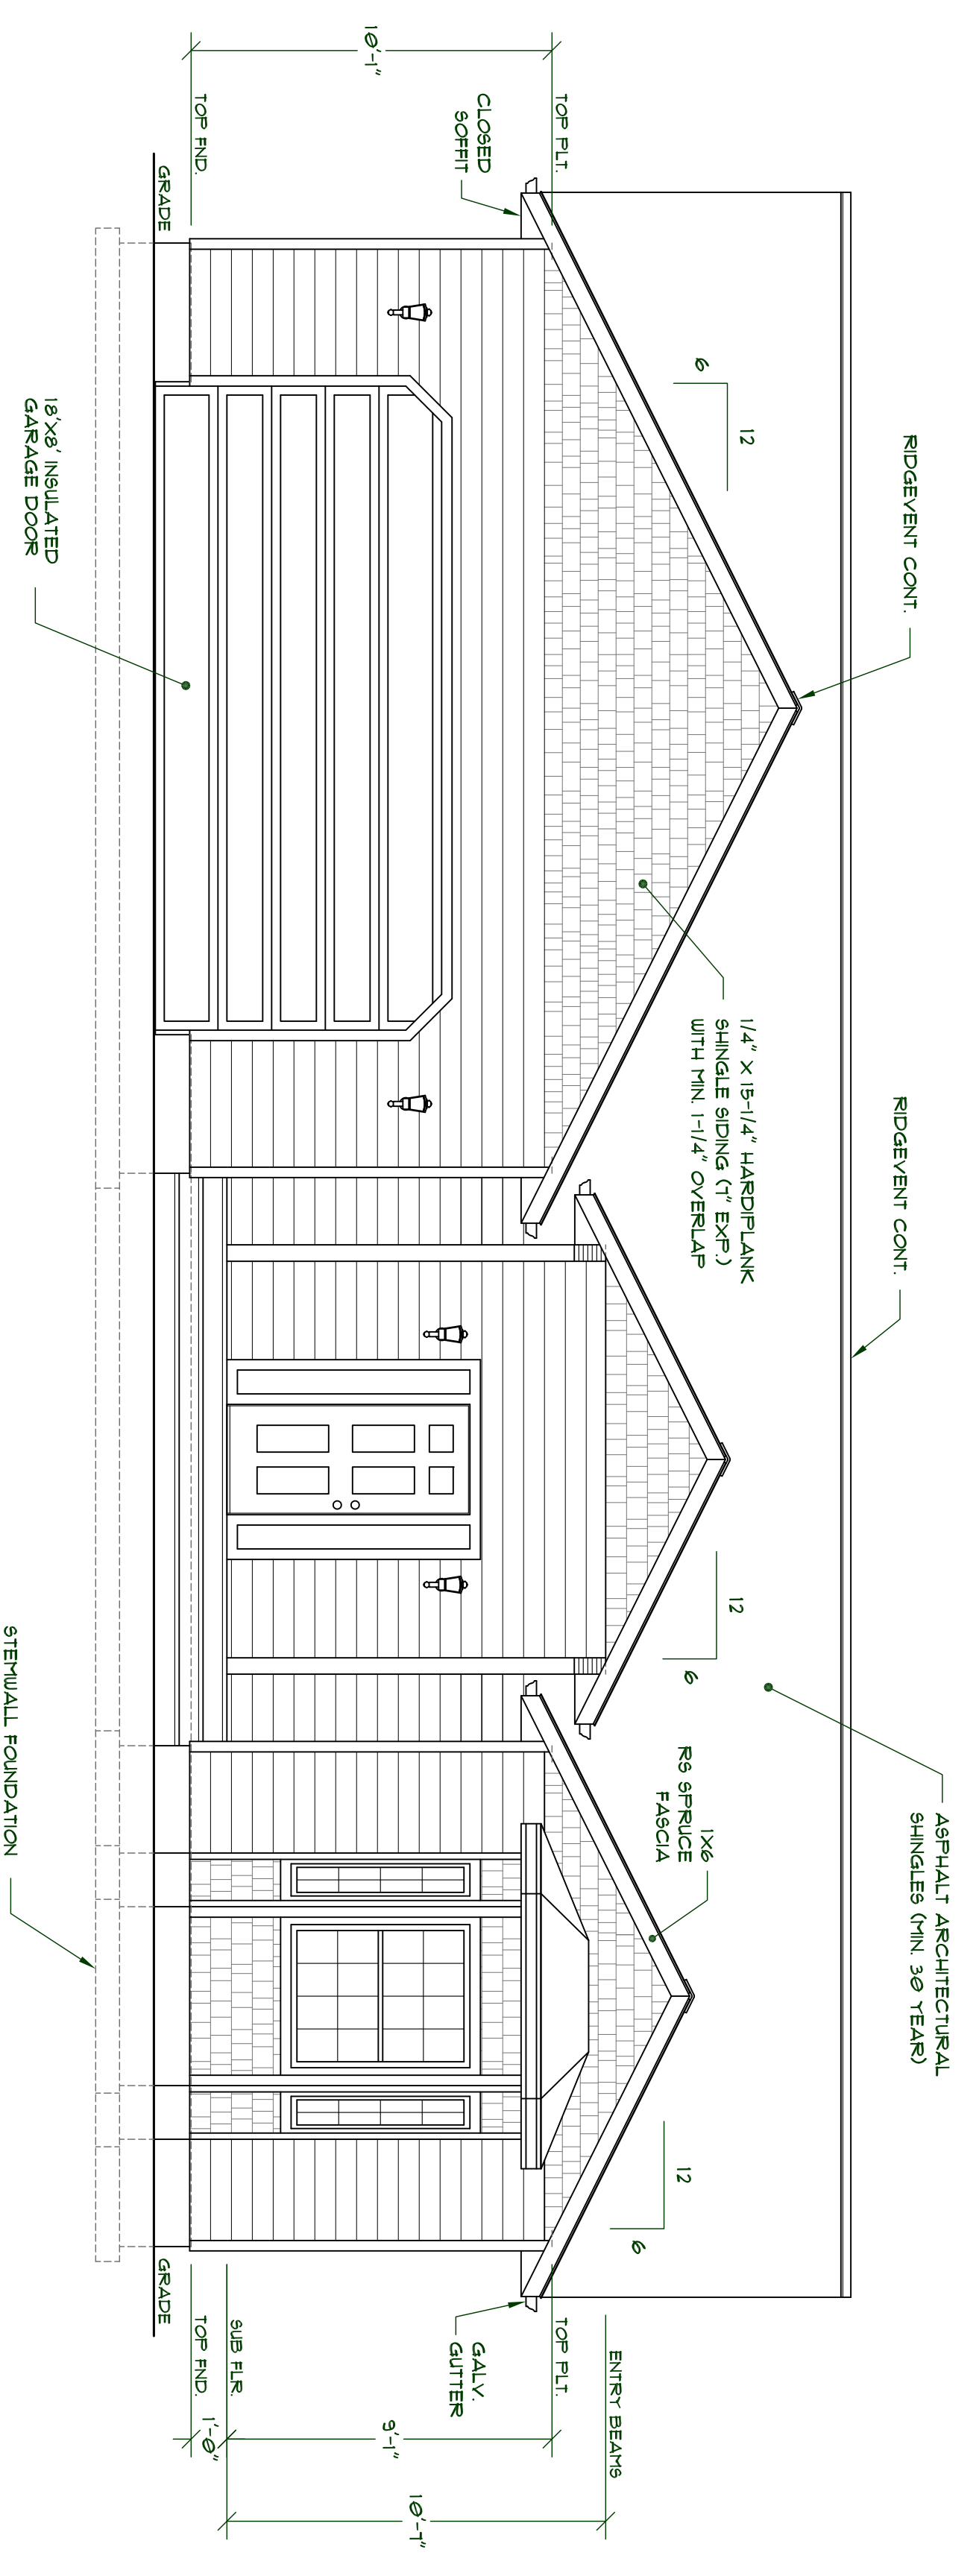 RIDGEVENT CONT.
RIDGEVENT CONT.
ASPHALT ARCHITECTURAL
SHINGLES (MIN. 30 YEAR)
6
12
1/4" X 15-1/4" HARDIPLANK
SHINGLE SIDING (7" EXP.)
WITH MIN. 1-1/4" OVERLAP
12
6
1X6
RS SPRUCE
FASCIA
12
6
TOP PLT.
10'-1"
CLOSED
SOFFIT
TOP FND.
GRADE
ENTRY BEAMS
TOP PLT.
GALV.
GUTTER
10'-7"
9'-1"
SUB FLR.
1'-0"
TOP FND.
GRADE
18'X8' INSULATED
GARAGE DOOR
STEMWALL FOUNDATION